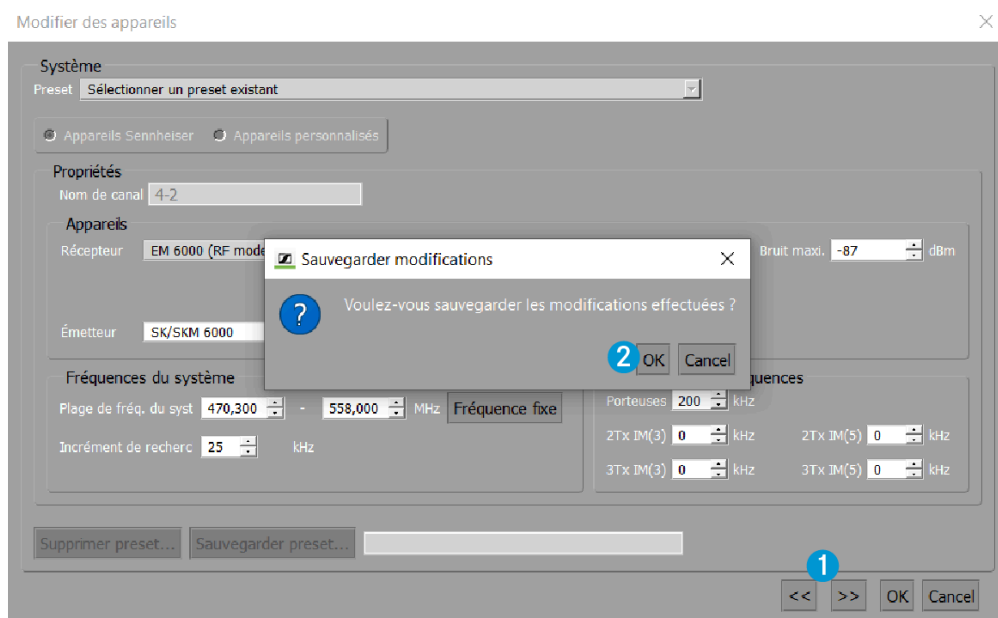 Modifier des appareils
Système
Preset Sélectionner un preset existant
Appareils Sennheiser Appareils personnalisés
Propriétés
Nom de canal 4-2
Appareils
Récepteur EM 6000 (RF mode
Bruit maxi. -87 dBm
Sauvegarder modifications
? Voulez-vous sauvegarder les modifications effectuées ?
2 OK Cancel
Émetteur SK/SKM 6000
Fréquences du système
Plage de fréq. du syst 470,300 - 558,000 MHz Fréquence fixe
Incrément de recherc 25 kHz
quences
Porteuses 200 kHz
2Tx IM(3) 0 kHz 2Tx IM(5) 0 kHz
3Tx IM(3) 0 kHz 3Tx IM(5) 0 kHz
Supprimer preset... Sauvegarder preset...
1
<< >> OK Cancel